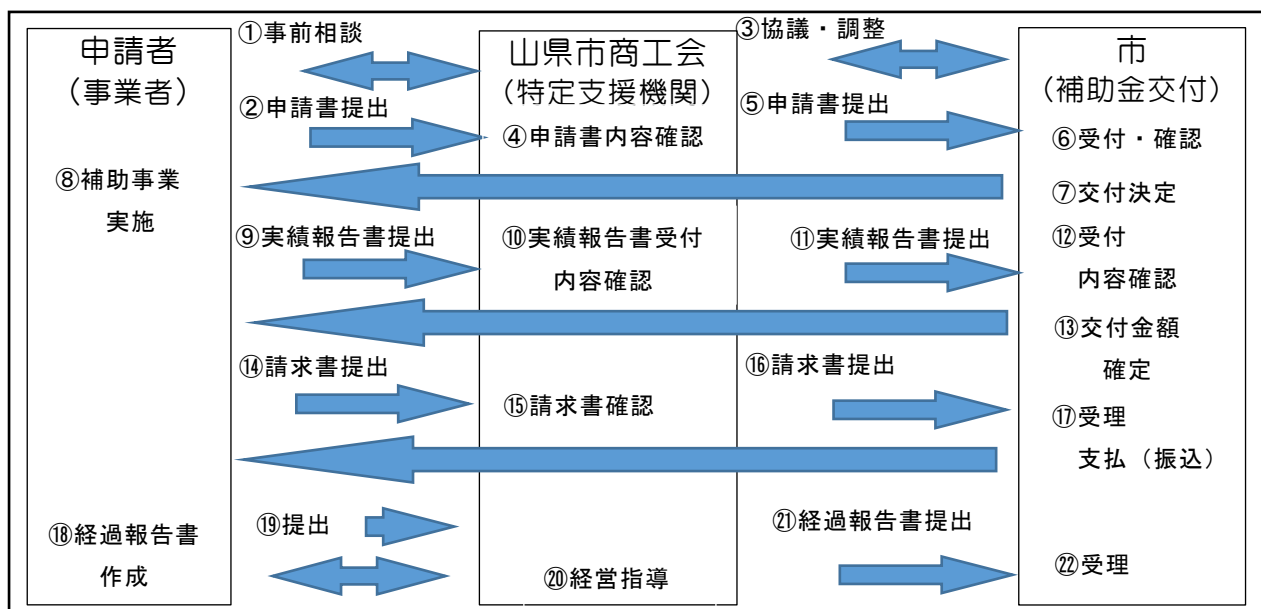 申請者
（事業者）
①事前相談
山県市商工会
（特定支援機関）
③協議・調整
市
（補助金交付）
②申請書提出
④申請書内容確認
⑤申請書提出
⑥受付・確認
⑧補助事業
実施
⑦交付決定
⑨実績報告書提出
⑩実績報告書受付
内容確認
⑪実績報告書提出
⑫受付
内容確認
⑬交付金額
確定
⑭請求書提出
⑮請求書確認
⑯請求書提出
⑰受理
支払（振込）
⑱経過報告書
作成
⑲提出
⑳経営指導
㉑経過報告書提出
㉒受理